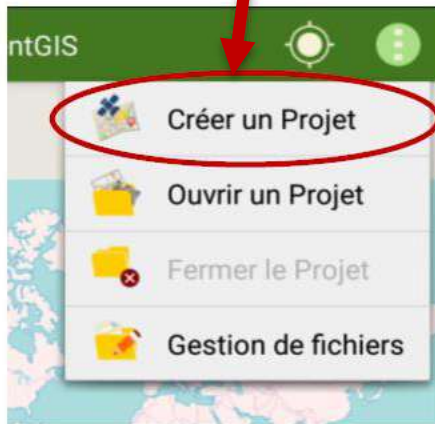 ntGIS
Créer un Projet
Ouvrir un Projet
Fermer le Projet
Gestion de fichiers